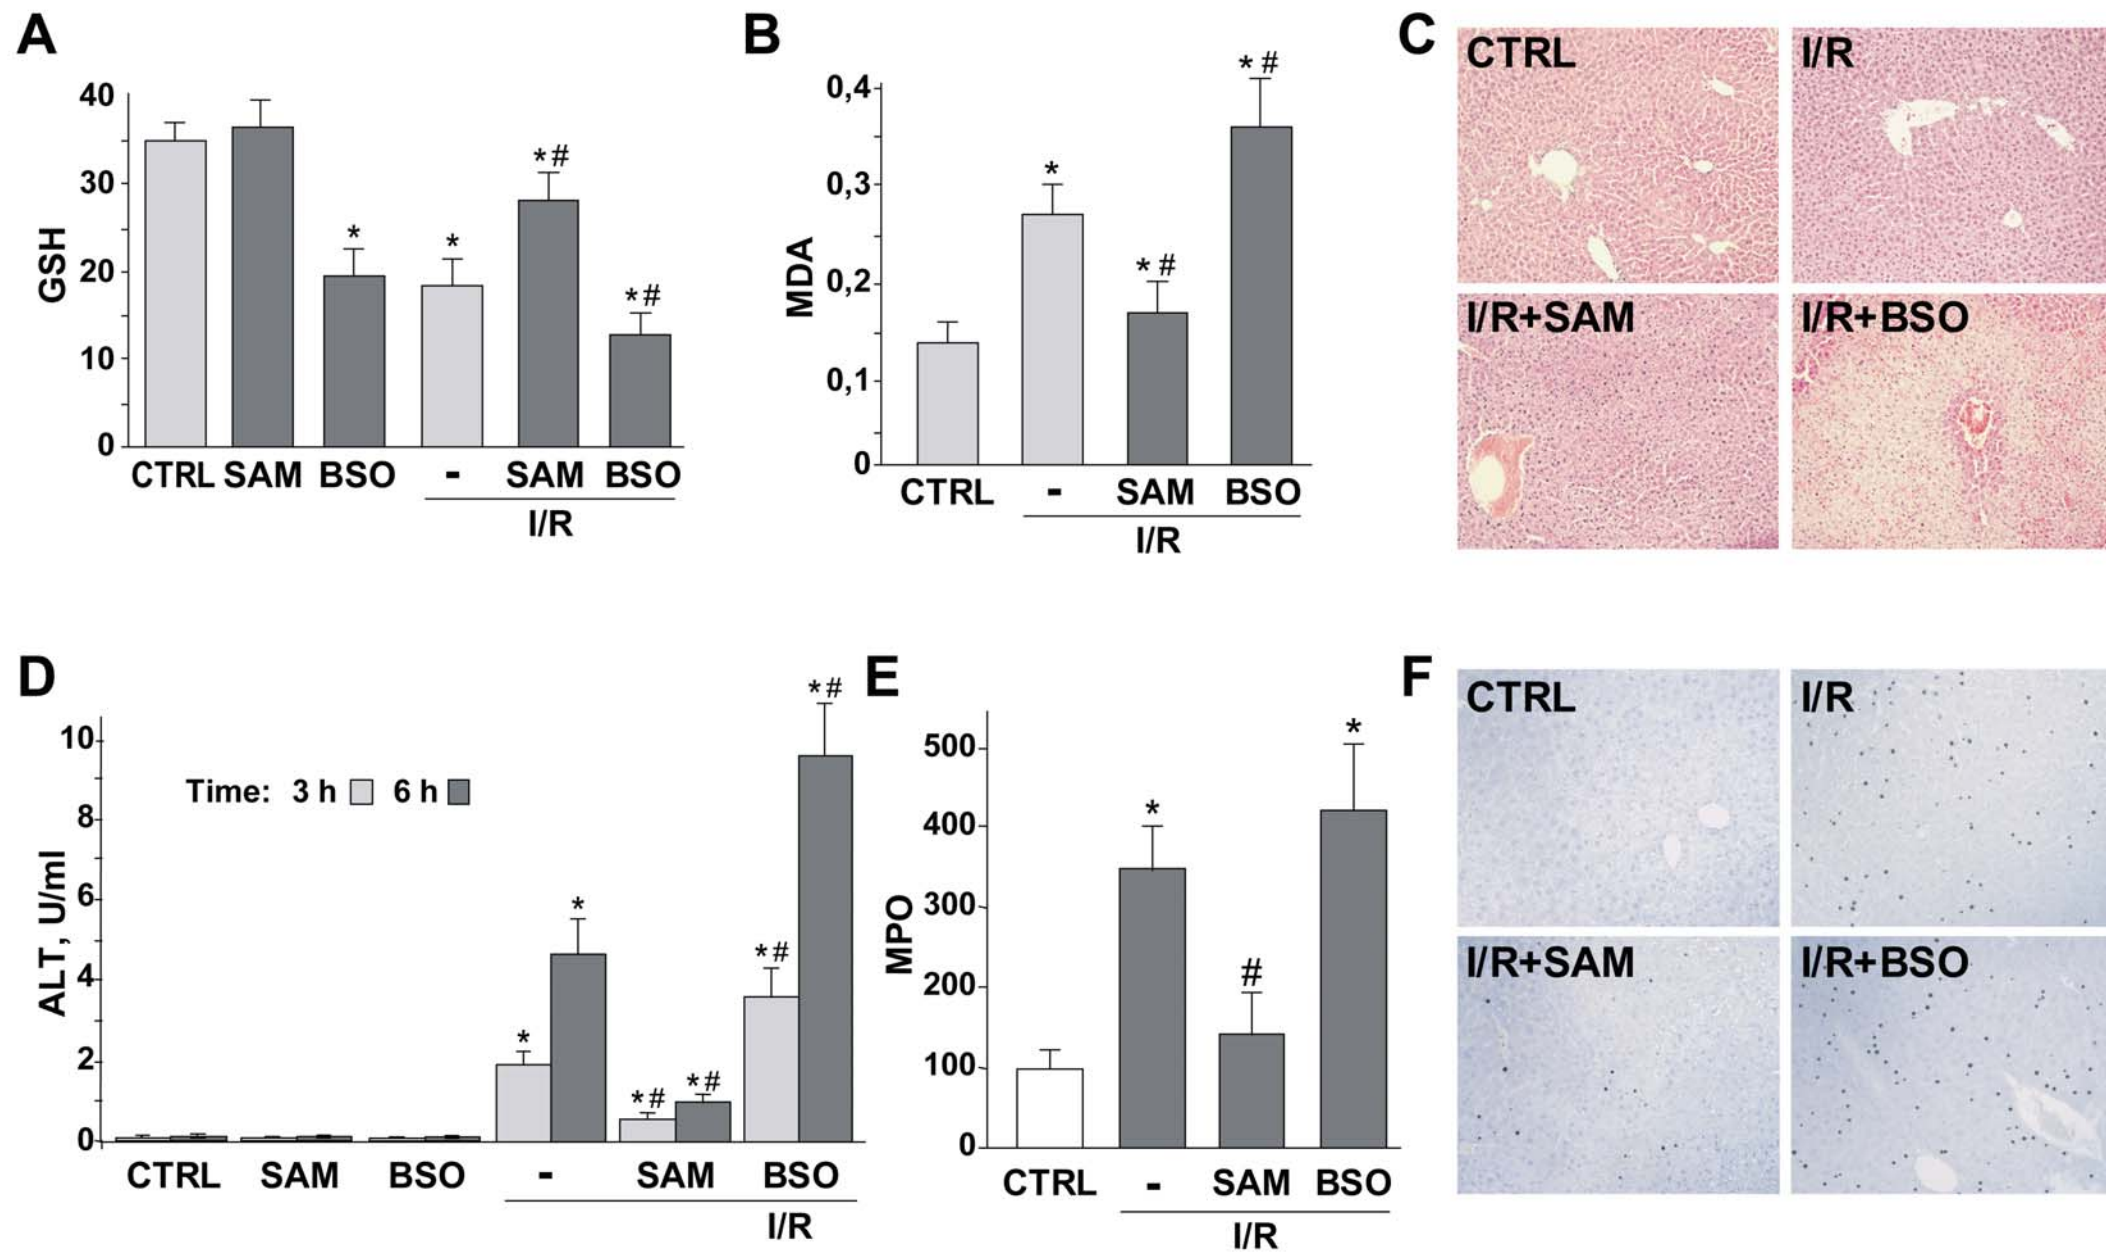 A
GSH
40
30
20
10
0
* * *# *#
CTRL SAM BSO - SAM BSO
I/R
B
MDA
0,4
0,3
0,2
0,1
0
* *# *#
CTRL - SAM BSO
I/R
C
CTRL I/R
I/R+SAM I/R+BSO
D
ALT, U/ml
10
8
6
4
2
0
Time: 3 h 6 h
* * *# *# *# *#
CTRL SAM BSO - SAM BSO
I/R
E
MPO
500
400
300
200
100
0
* # *
CTRL - SAM BSO
I/R
F
CTRL I/R
I/R+SAM I/R+BSO